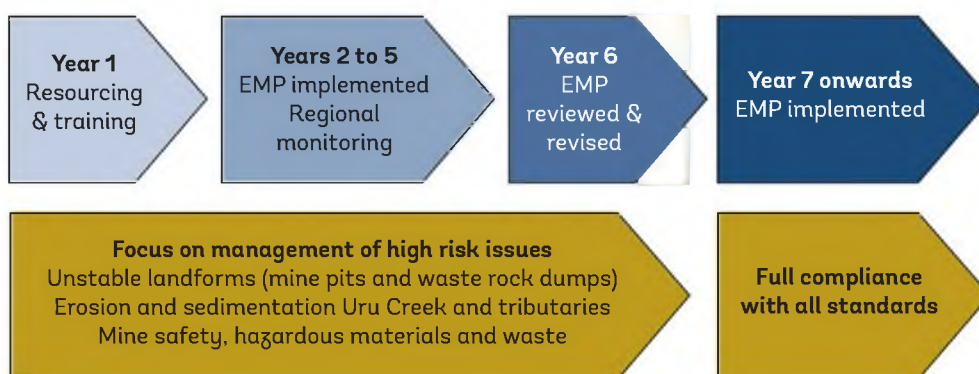 Year 1
Resourcing
& training
Years 2 to 5
EMP implemented
Regional
monitoring
Year 6
EMP
reviewed &
revised
Year 7 onwards
EMP implemented
Focus on management of high risk issues
Unstable landforms (mine pits and waste rock dumps)
Erosion and sedimentation Uru Creek and tributaries
Mine safety, hazardous materials and waste
Full compliance
with all standards